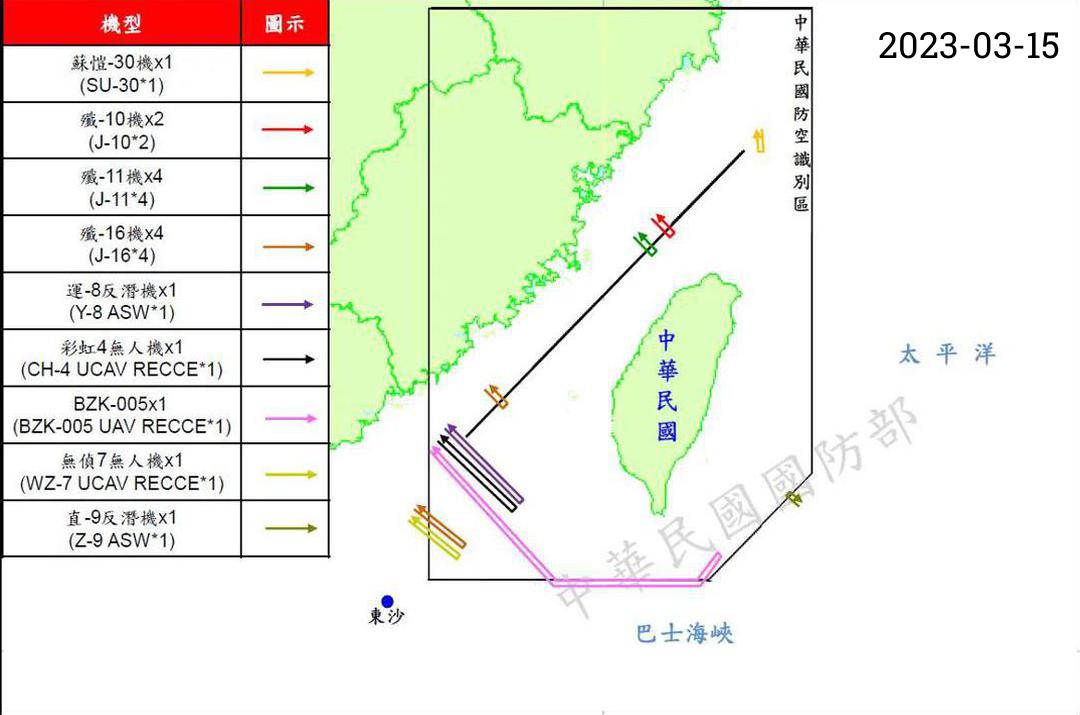 機型
圖示
蘇愷-30機x1
(SU-30*1)
殲-10機x2
(J-10*2)
殲-11機x4
(J-11*4)
殲-16機x4
(J-16*4)
運-8反潛機x1
(Y-8 ASW*1)
彩虹4無人機x1
(CH-4 UCAV RECCE*1)
BZK-005x1
(BZK-005 UAV RECCE*1)
無偵7無人機x1
(WZ-7 UCAV RECCE*1)
直-9反潛機x1
(Z-9 ASW*1)
2023-03-15
中華民國防空識別區
中華民國
太平洋
中華民國國防部
東沙
巴士海峽